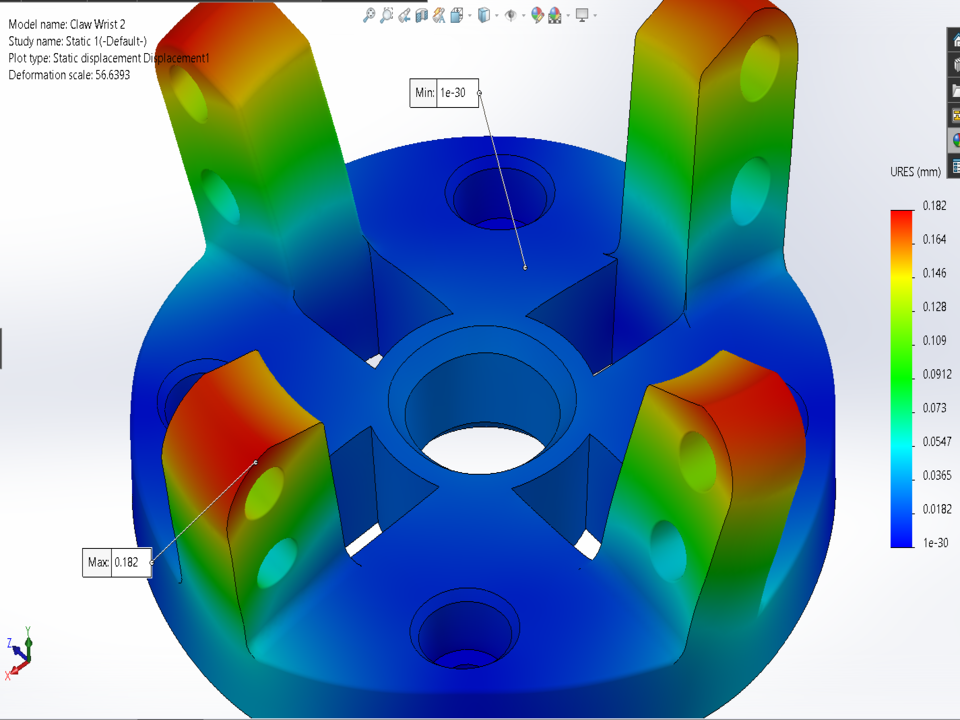 Model name: Claw Wrist 2
Study name: Static 1(-Default-)
Plot type: Static displacement Displacement1
Deformation scale: 56.6393
Min: 1e-30
URES (mm)
0.182
0.164
0.146
0.128
0.109
0.0912
0.073
0.0547
0.0365
0.0182
1e-30
Max: 0.182
Y
Z
X